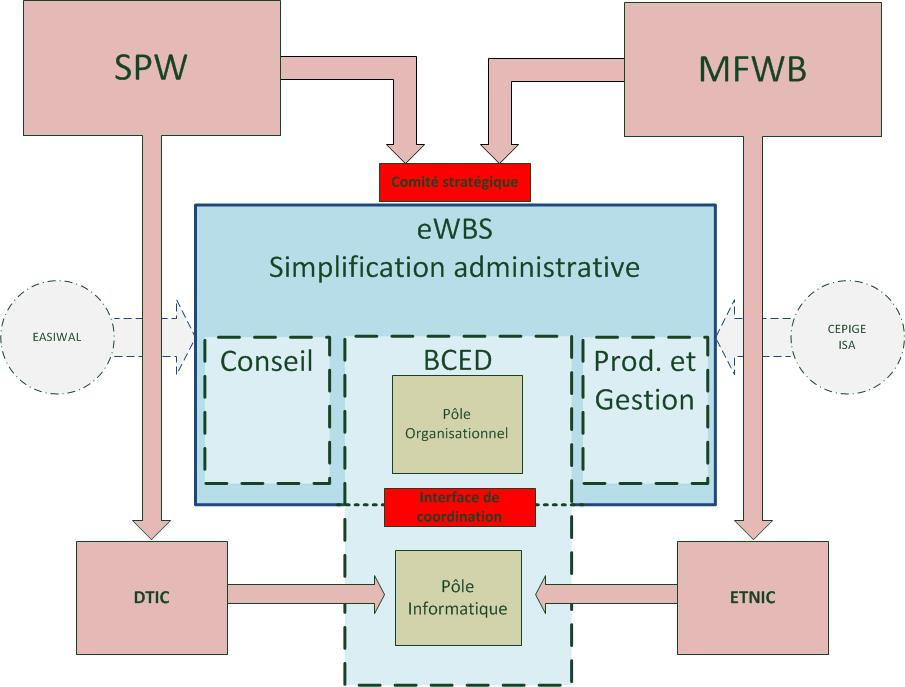 SPW
MFWB
Comité stratégique
eWBS
Simplification administrative
EASIWAL
CEPIGE
ISA
Conseil
BCED
Prod. et
Gestion
Pôle
Organisationnel
Interface de
coordination
Pôle
Informatique
DTIC
ETNIC